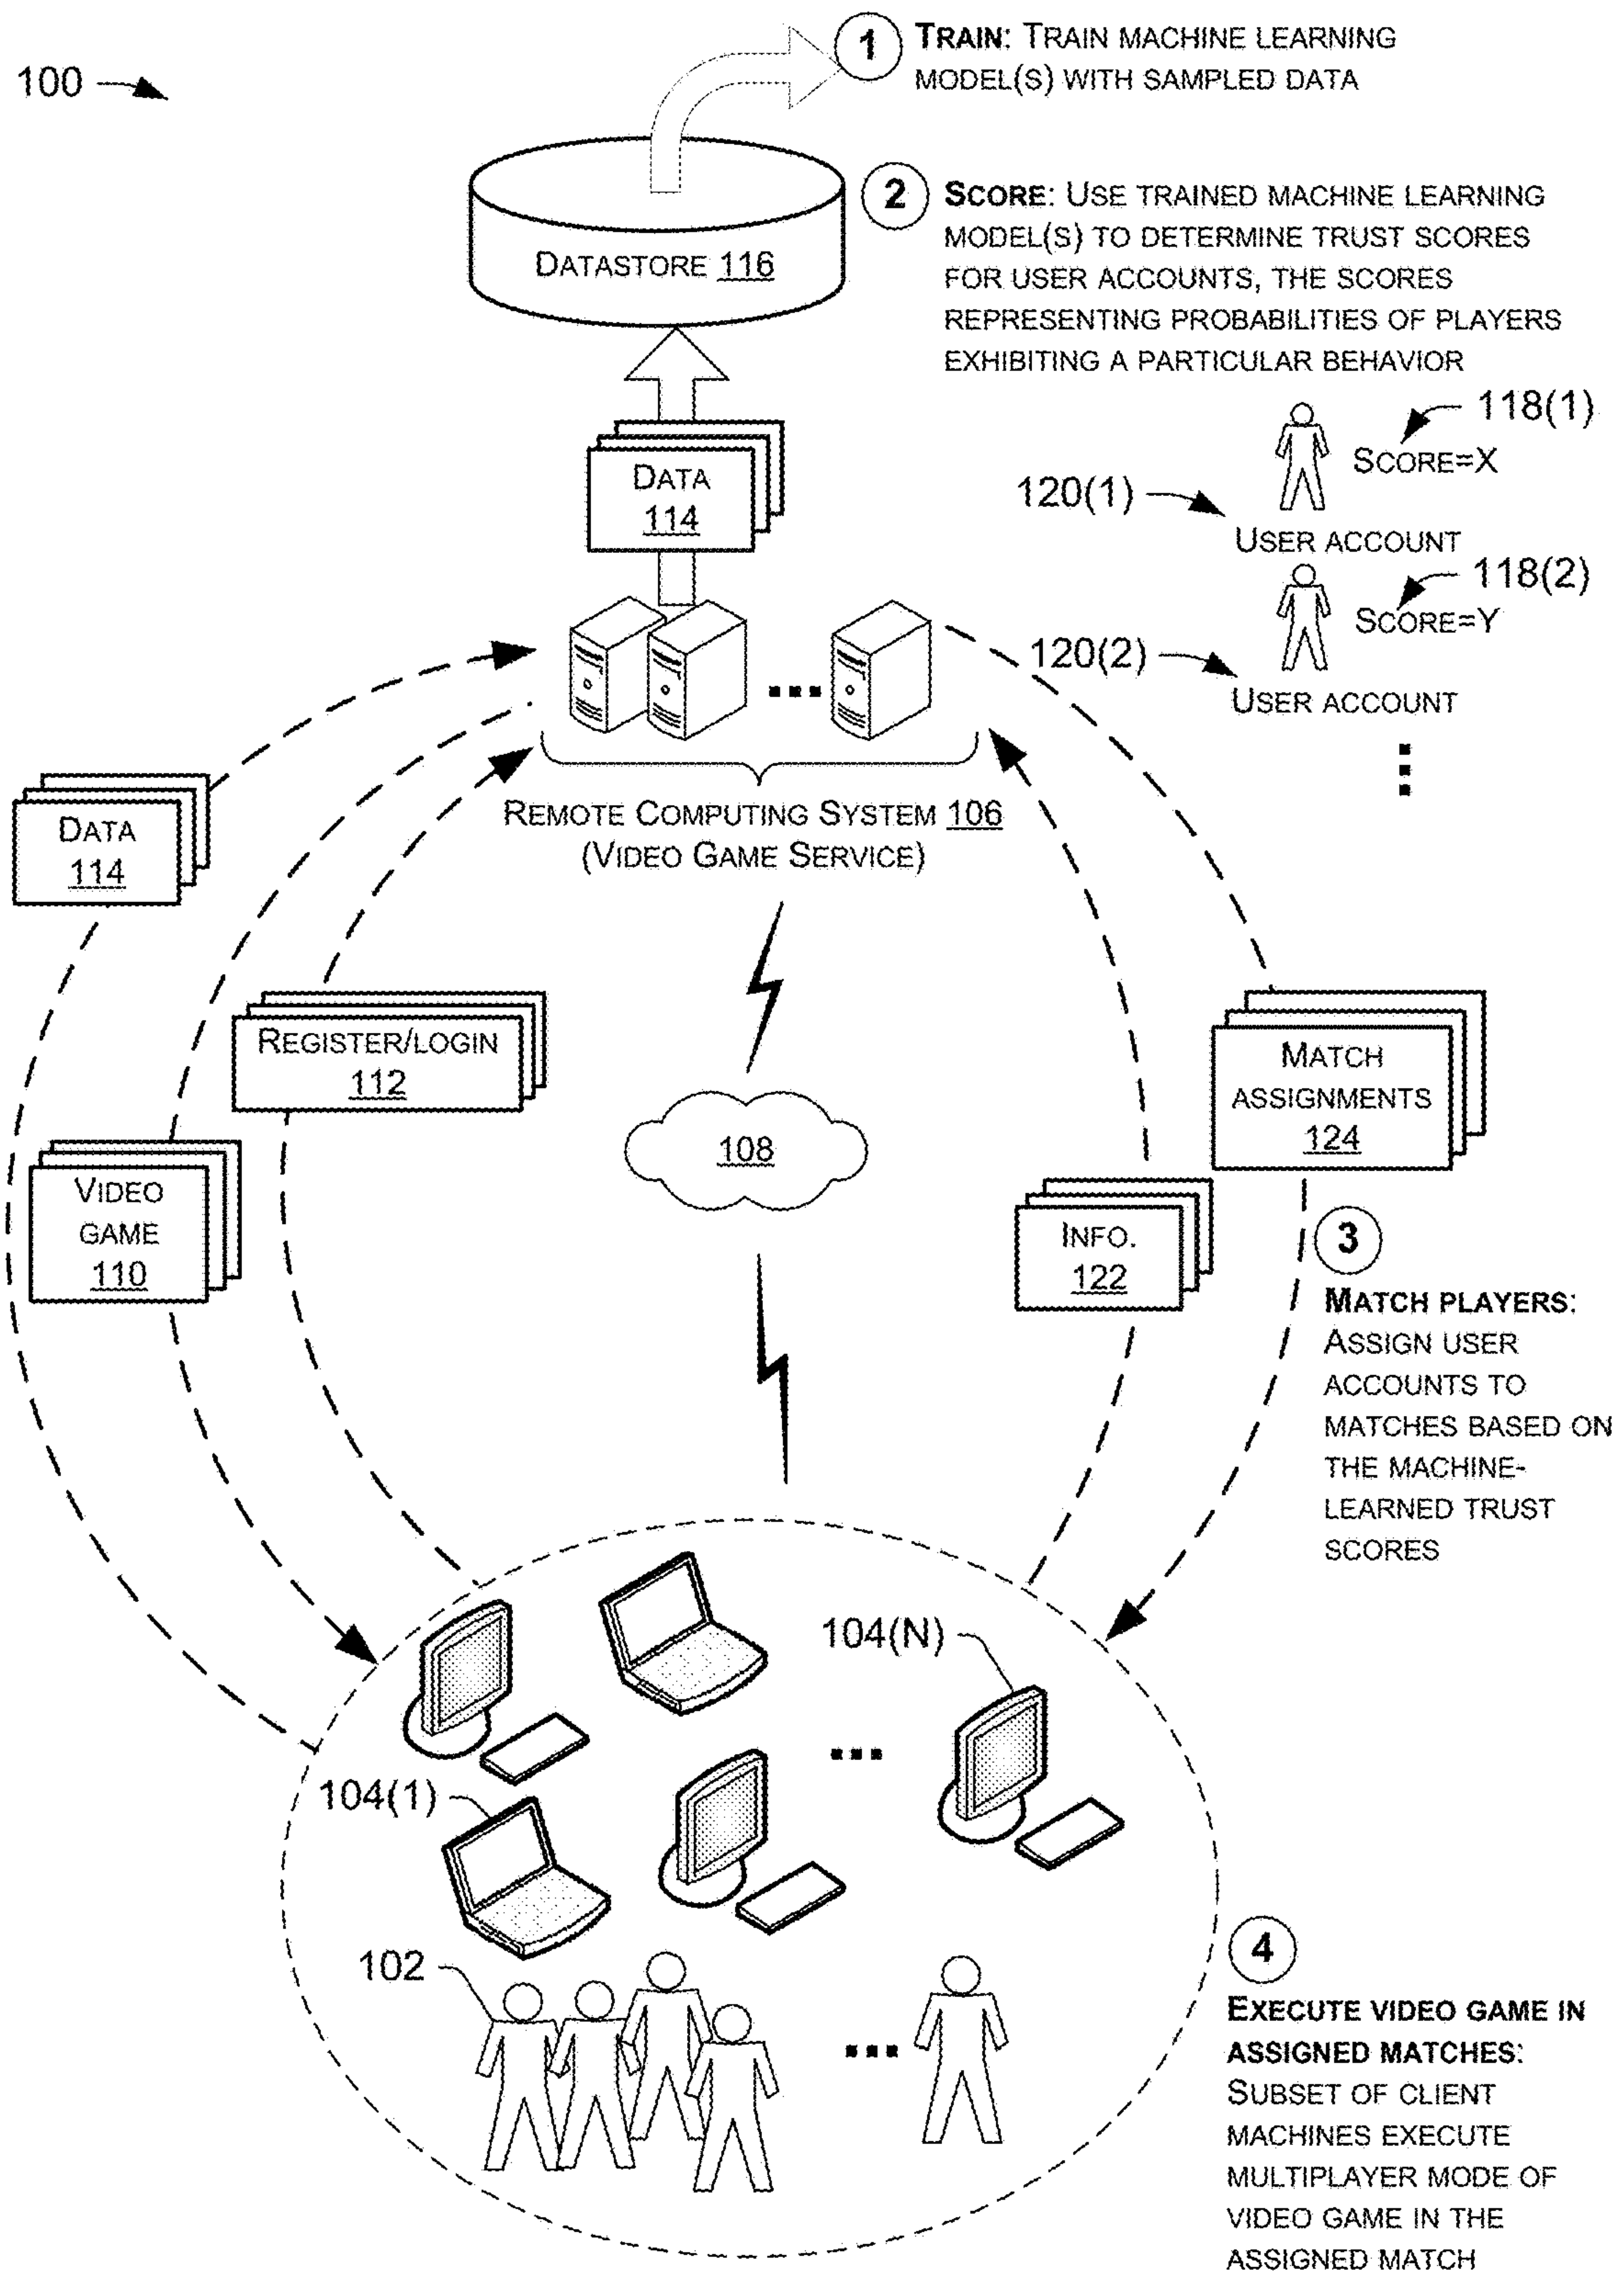 100
1 TRAIN: TRAIN MACHINE LEARNING
MODEL(S) WITH SAMPLED DATA
DATASTORE 116
2 SCORE: USE TRAINED MACHINE LEARNING
MODEL(S) TO DETERMINE TRUST SCORES
FOR USER ACCOUNTS, THE SCORES
REPRESENTING PROBABILITIES OF PLAYERS
EXHIBITING A PARTICULAR BEHAVIOR
DATA
114
118(1)
SCORE=X
120(1)
USER ACCOUNT
118(2)
SCORE=Y
120(2)
USER ACCOUNT
REMOTE COMPUTING SYSTEM 106
(VIDEO GAME SERVICE)
DATA
114
REGISTER/LOGIN
112
VIDEO
GAME
110
108
MATCH
ASSIGNMENTS
124
INFO.
122
3
MATCH PLAYERS:
ASSIGN USER
ACCOUNTS TO
MATCHES BASED ON
THE MACHINE-
LEARNED TRUST
SCORES
104(N)
104(1)
102
4
EXECUTE VIDEO GAME IN
ASSIGNED MATCHES:
SUBSET OF CLIENT
MACHINES EXECUTE
MULTIPLAYER MODE OF
VIDEO GAME IN THE
ASSIGNED MATCH